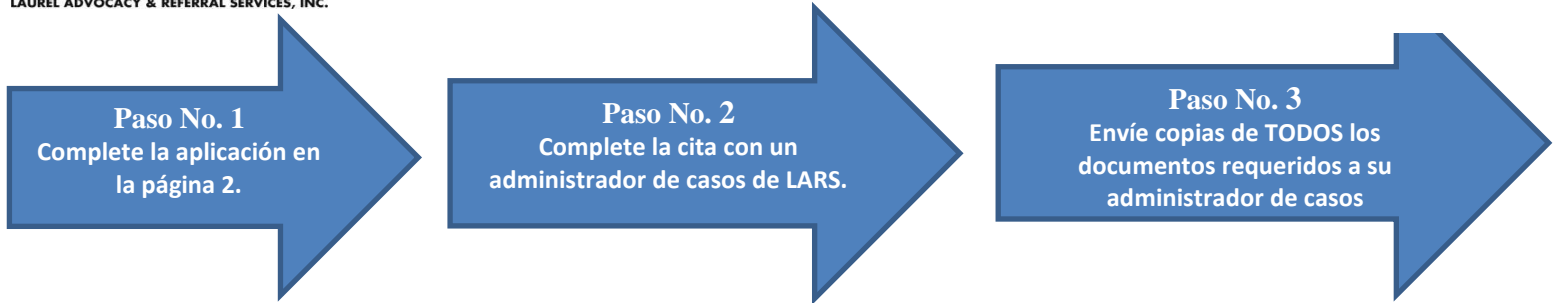 LAUREL ADVOCACY & REFERRAL SERVICES, INC.
Paso No. 1
Complete la aplicación en
la página 2.
Paso No. 2
Complete la cita con un
administrador de casos de LARS.
Paso No. 3
Envíe copias de TODOS los
documentos requeridos a su
administrador de casos